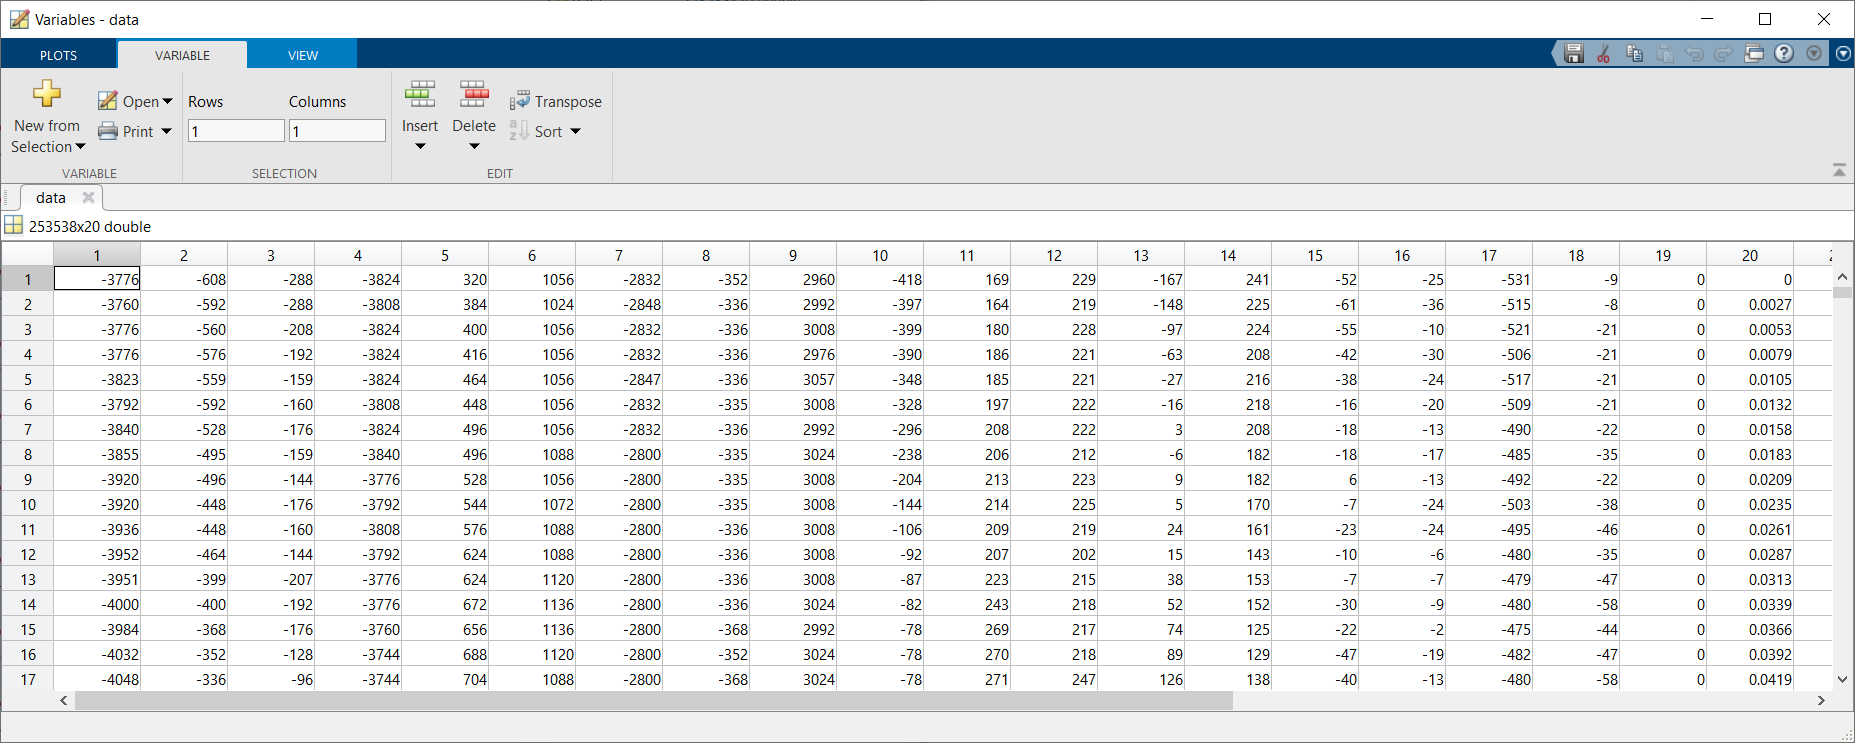 Variables - data
PLOTS VARIABLE VIEW
New from Selection
Open
Print
Rows Columns
1 1
Insert
Delete
Transpose
Sort
VARIABLE SELECTION EDIT
data
253538x20 double
1 2 3 4 5 6 7 8 9 10 11 12 13 14 15 16 17 18 19 20
1 -3776 -608 -288 -3824 320 1056 -2832 -352 2960 -418 169 229 -167 241 -52 -25 -531 -9 0 0
2 -3760 -592 -288 -3808 384 1024 -2848 -336 2992 -397 164 219 -148 225 -61 -36 -515 -8 0 0.0027
3 -3776 -560 -208 -3824 400 1056 -2832 -336 3008 -399 180 228 -97 224 -55 -10 -521 -21 0 0.0053
4 -3776 -576 -192 -3824 416 1056 -2832 -336 2976 -390 186 221 -63 208 -42 -30 -506 -21 0 0.0079
5 -3823 -559 -159 -3824 464 1056 -2847 -336 3057 -348 185 221 -27 216 -38 -24 -517 -21 0 0.0105
6 -3792 -592 -160 -3808 448 1056 -2832 -335 3008 -328 197 222 -16 218 -16 -20 -509 -21 0 0.0132
7 -3840 -528 -176 -3824 496 1056 -2832 -336 2992 -296 208 222 3 208 -18 -13 -490 -22 0 0.0158
8 -3855 -495 -159 -3840 496 1088 -2800 -335 3024 -238 206 212 -6 182 -18 -17 -485 -35 0 0.0183
9 -3920 -496 -144 -3776 528 1056 -2800 -335 3008 -204 213 223 9 182 6 -13 -492 -22 0 0.0209
10 -3920 -448 -176 -3792 544 1072 -2800 -335 3008 -144 214 225 5 170 -7 -24 -503 -38 0 0.0235
11 -3936 -448 -160 -3808 576 1088 -2800 -336 3008 -106 209 219 24 161 -23 -24 -495 -46 0 0.0261
12 -3952 -464 -144 -3792 624 1088 -2800 -336 3008 -92 207 202 15 143 -10 -6 -480 -35 0 0.0287
13 -3951 -399 -207 -3776 624 1120 -2800 -336 3008 -87 223 215 38 153 -7 -7 -479 -47 0 0.0313
14 -4000 -400 -192 -3776 672 1136 -2800 -336 3024 -82 243 218 52 152 -30 -9 -480 -58 0 0.0339
15 -3984 -368 -176 -3760 656 1136 -2800 -368 2992 -78 269 217 74 125 -22 -2 -475 -44 0 0.0366
16 -4032 -352 -128 -3744 688 1120 -2800 -352 3024 -78 270 218 89 129 -47 -19 -482 -47 0 0.0392
17 -4048 -336 -96 -3744 704 1088 -2800 -368 3024 -78 271 247 126 138 -40 -13 -480 -58 0 0.0419